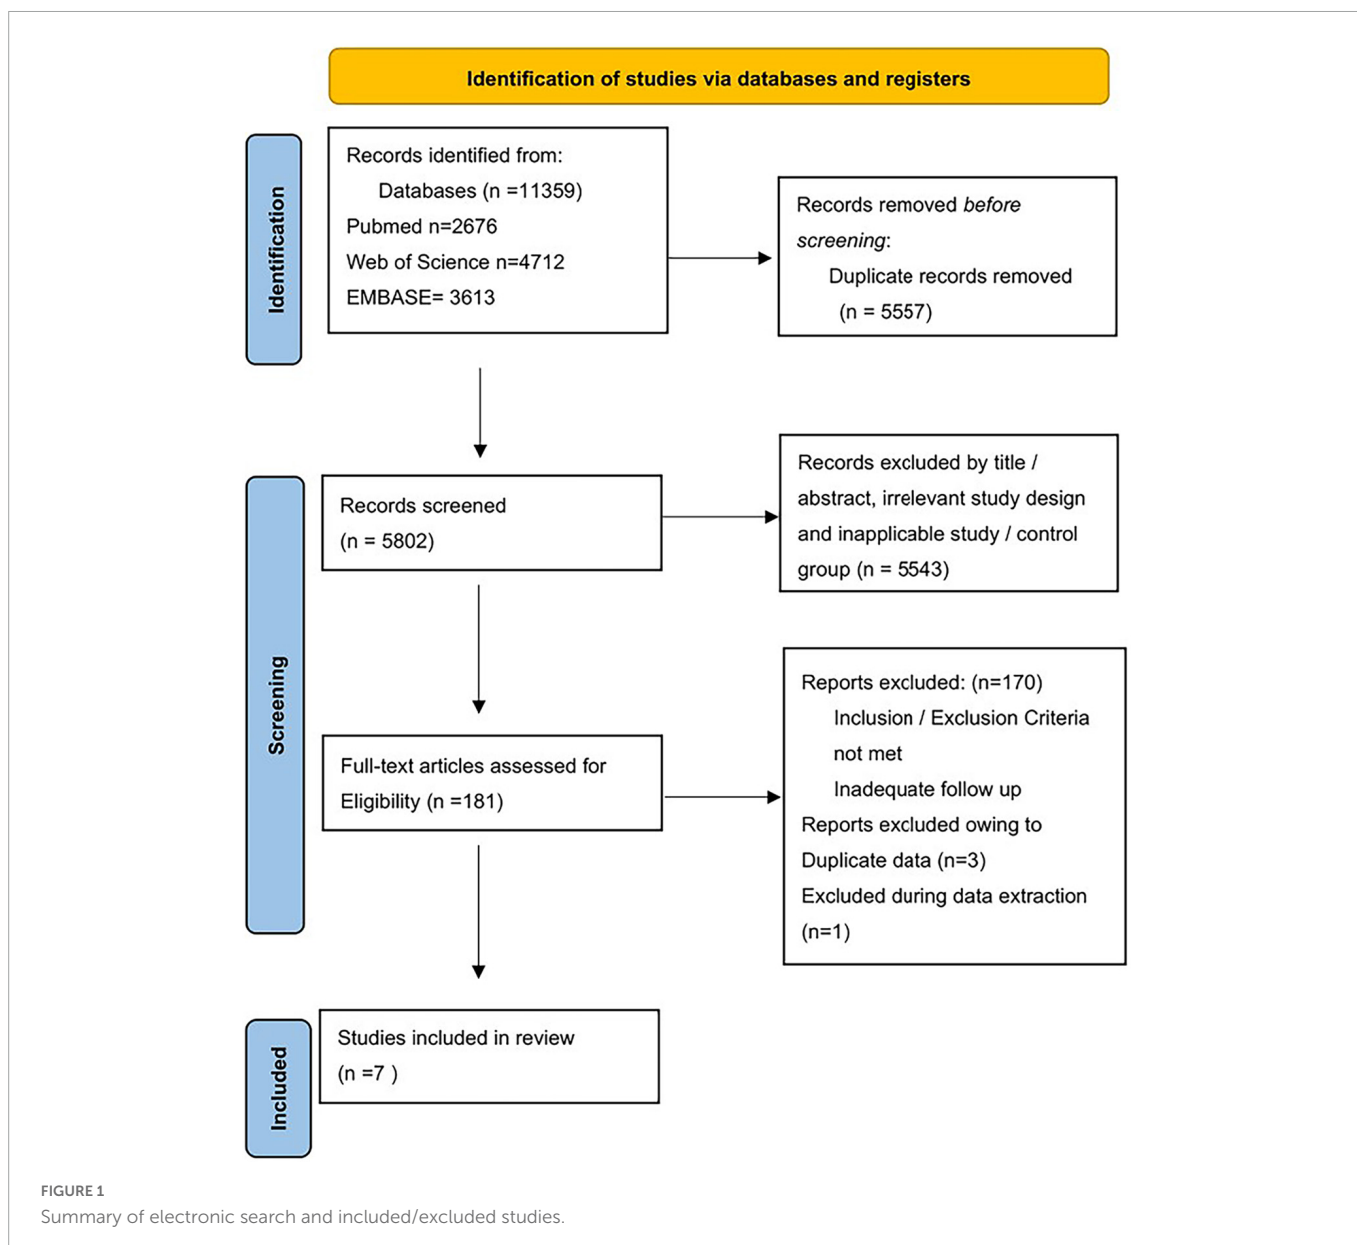 Identification of studies via databases and registers
Identification
Records identified from:
Databases (n =11359)
Pubmed n=2676
Web of Science n=4712
EMBASE= 3613
Records removed before
screening:
Duplicate records removed
(n = 5557)
Screening
Records screened
(n = 5802)
Records excluded by title /
abstract, irrelevant study design
and inapplicable study / control
group (n = 5543)
Full-text articles assessed for
Eligibility (n =181)
Reports excluded: (n=170)
Inclusion / Exclusion Criteria
not met
Inadequate follow up
Reports excluded owing to
Duplicate data (n=3)
Excluded during data extraction
(n=1)
Included
Studies included in review
(n =7 )
FIGURE 1
Summary of electronic search and included/excluded studies.